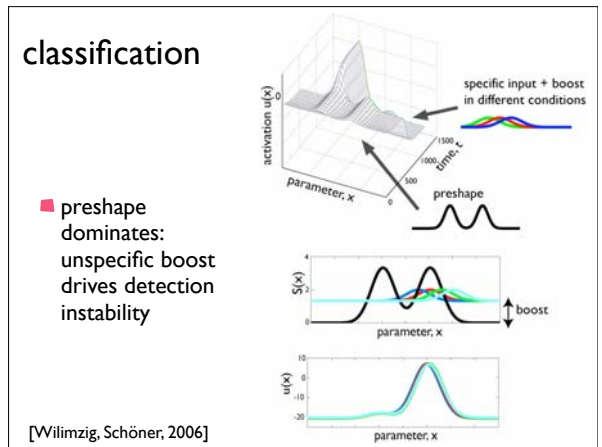 classification
specific input + boost
in different conditions
activation u(x)
0
1500
1000
500
0
time, t
parameter, x
preshape
preshape
dominates:
unspecific boost
drives detection
instability
S(x)
4
2
0
boost
parameter, x
u(x)
10
0
-10
-20
parameter, x
[Wilimzig, Schöner, 2006]